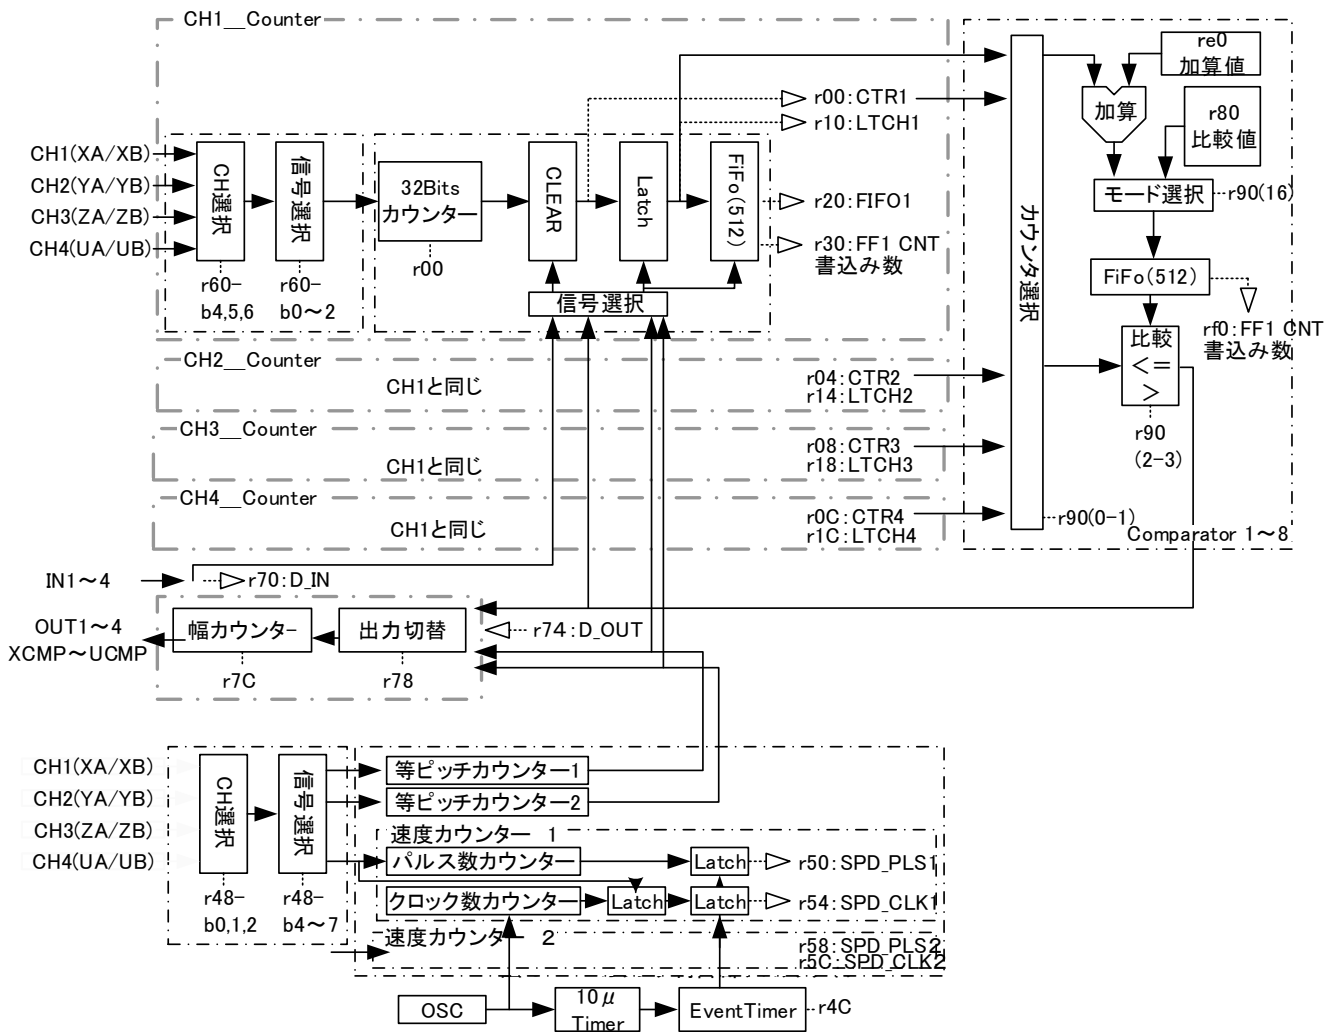 CH1__Counter
re0
加算値
r00:CTR1
r10:LTCH1
加算
r80
比較値
CH1(XA/XB)
CH2(YA/YB)
CH3(ZA/ZB)
CH4(UA/UB)
CH選択
信号選択
32Bits
カウンター
CLEAR
Latch
FiFo(512)
r20:FIFO1
r30:FF1 CNT
書込み数
カウンタ選択
モード選択
r90(16)
FiFo(512)
rf0:FF1 CNT
書込み数
r60-
b4,5,6
r60-
b0～2
r00
信号選択
比較
＜＝
＞
r90
(2-3)
CH2__Counter
CH1と同じ
r04:CTR2
r14:LTCH2
CH3__Counter
CH1と同じ
r08:CTR3
r18:LTCH3
CH4__Counter
CH1と同じ
r0C:CTR4
r1C:LTCH4
r90(0-1)
Comparator 1～8
IN1～4
r70:D_IN
OUT1～4
XCMP～UCMP
幅カウンター
出力切替
r74:D_OUT
r7C
r78
CH1(XA/XB)
CH2(YA/YB)
CH3(ZA/ZB)
CH4(UA/UB)
CH選択
信号選択
等ピッチカウンター1
等ピッチカウンター2
速度カウンター 1
パルス数カウンター
Latch
r50:SPD_PLS1
クロック数カウンター
Latch
Latch
r54:SPD_CLK1
r48-
b0,1,2
r48-
b4～7
速度カウンター 2
r58:SPD_PLS2
r5C:SPD_CLK2
OSC
10μ
Timer
EventTimer
r4C